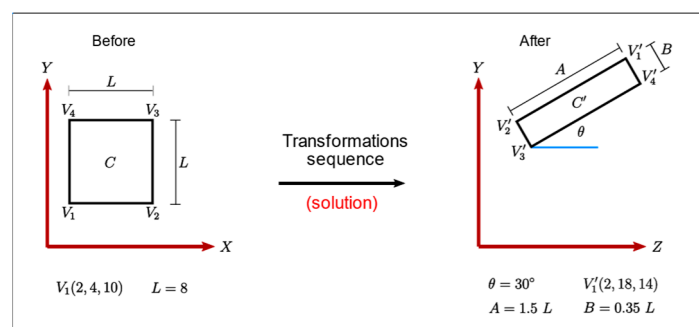 Before
After
Y
L
V₄
V₃
C
L
V₁
V₂
X
V₁(2, 4, 10)
L = 8
Transformations
sequence
(solution)
Y
A
V₁′
B
V₄′
C′
V₂′
V₃′
θ
Z
θ = 30°
V₁′(2, 18, 14)
A = 1.5 L
B = 0.35 L